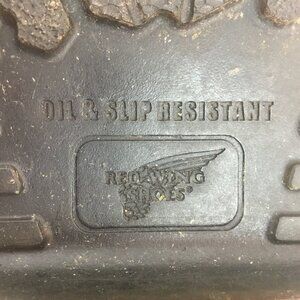 OIL & SLIP RESISTANT
RED WING
SHOES®